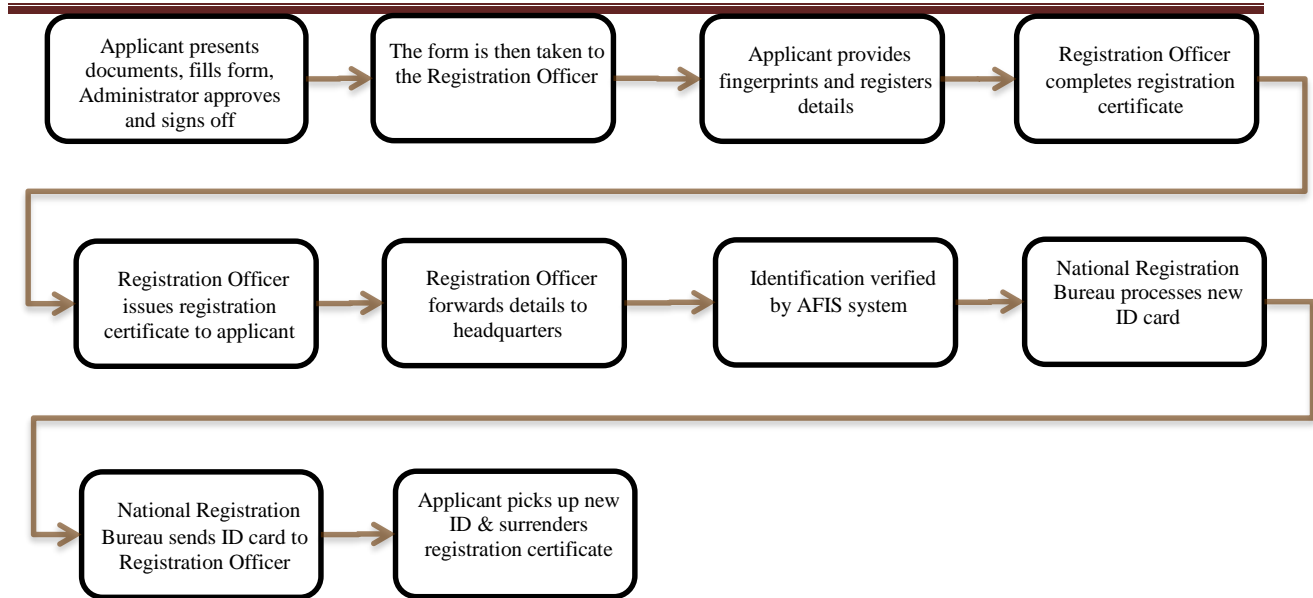 Applicant presents
documents, fills form,
Administrator approves
and signs off
The form is then taken to
the Registration Officer
Applicant provides
fingerprints and registers
details
Registration Officer
completes registration
certificate
Registration Officer
issues registration
certificate to applicant
Registration Officer
forwards details to
headquarters
Identification verified
by AFIS system
National Registration
Bureau processes new
ID card
National Registration
Bureau sends ID card to
Registration Officer
Applicant picks up new
ID & surrenders
registration certificate